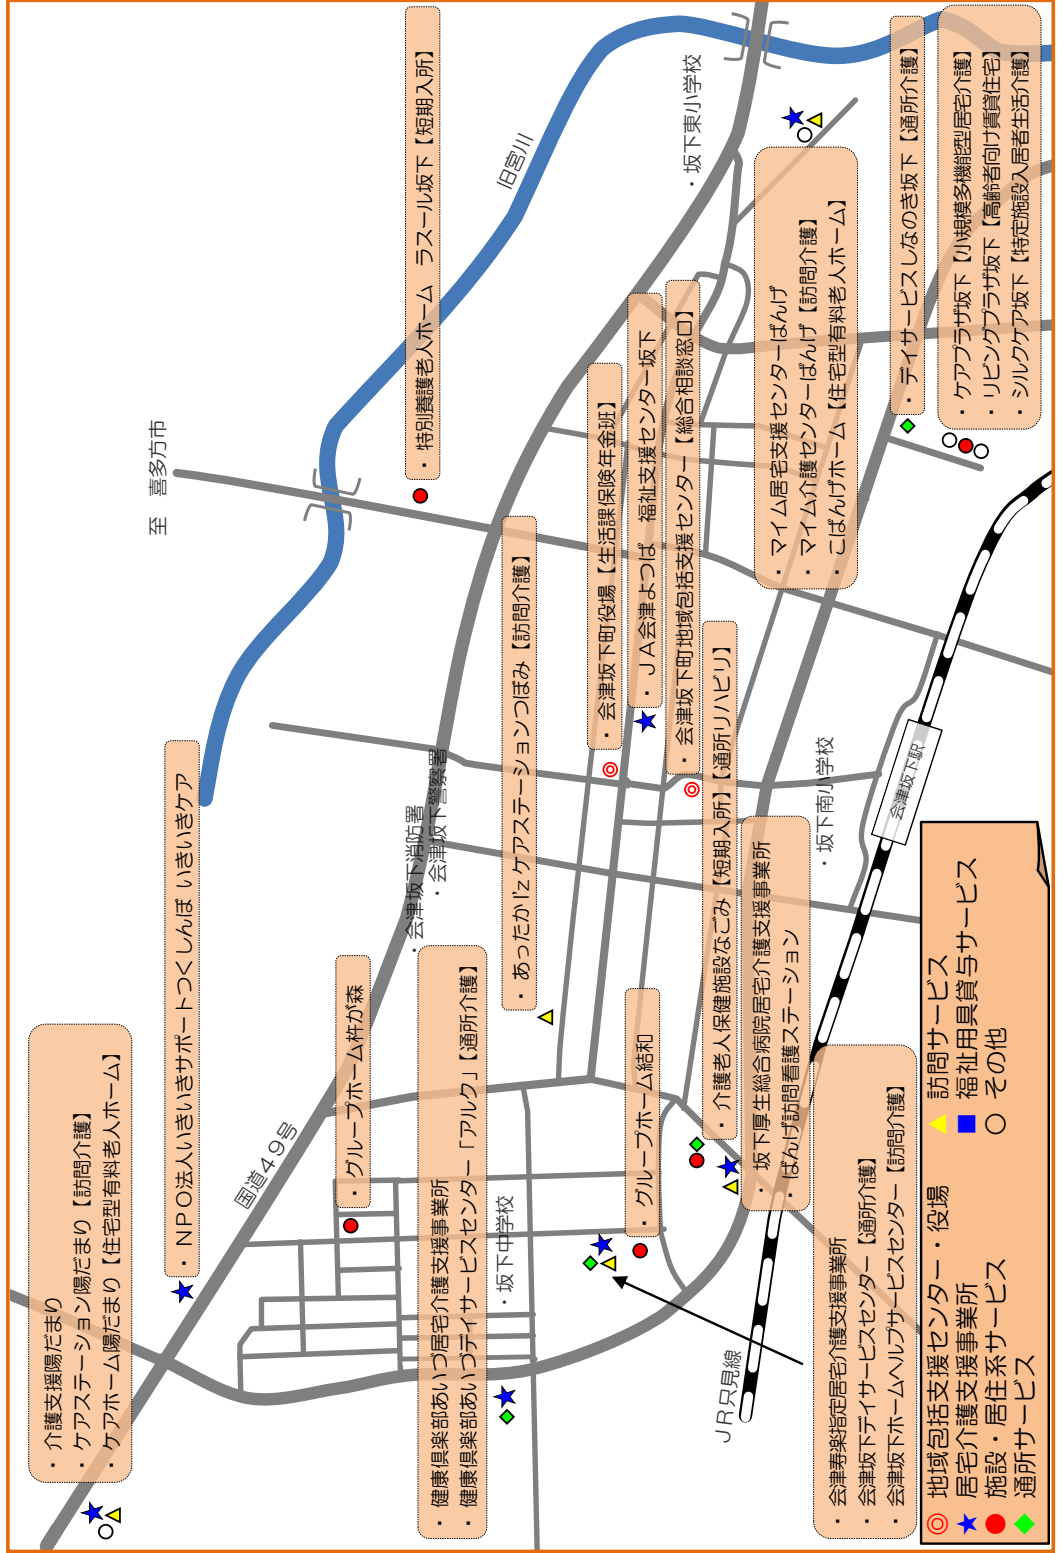 ・介護支援陽だまり
・ケアステーション陽だまり【訪問介護】
・ケアホーム陽だまり【住宅型有料老人ホーム】
・ＮＰＯ法人いきいきサポートつくしんぼ いきいきケア
国道４９号
・グループホーム杵が森
・会津坂下消防署
・会津坂下警察署
至　喜多方市
・特別養護老人ホーム　ラスール坂下【短期入所】
旧宮川
・健康倶楽部あいづ居宅介護支援事業所
・健康倶楽部あいづデイサービスセンター「アルク」【通所介護】
・坂下中学校
・あったかiz ケアステーションつぼみ【訪問介護】
・会津坂下町役場【生活課保険年金班】
・ＪＡ会津よつば　福祉支援センター坂下
・会津坂下町地域包括支援センター【総合相談窓口】
・坂下東小学校
・グループホーム結和
・介護老人保健施設なごみ【短期入所】【通所リハビリ】
・坂下厚生総合病院居宅介護支援事業所
・ばんげ訪問看護ステーション
・マイム居宅支援センターばんげ
・マイム介護センターばんげ【訪問介護】
・こばんげホーム【住宅型有料老人ホーム】
ＪＲ只見線
・坂下南小学校
会津坂下駅
・会津寿楽指定居宅介護支援事業所
・会津坂下デイサービスセンター【通所介護】
・会津坂下ホームヘルプサービスセンター【訪問介護】
・デイサービスしなのき坂下【通所介護】
・ケアプラザ坂下【小規模多機能型居宅介護】
・リビングプラザ坂下【高齢者向け賃貸住宅】
・シルクケア坂下【特定施設入居者生活介護】
◎ 地域包括支援センター・役場
★ 居宅介護支援事業所
● 施設・居住系サービス
◆ 通所サービス
▲ 訪問サービス
■ 福祉用具貸与サービス
○ その他